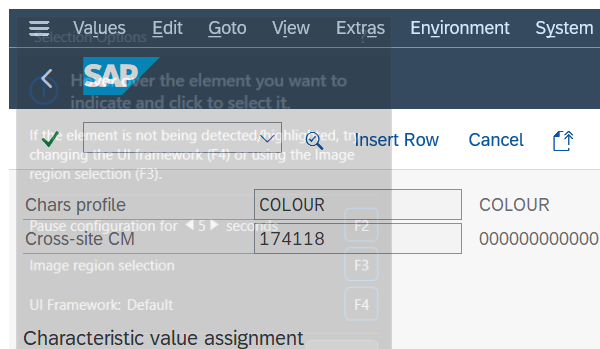 Values Edit Goto View Extras Environment System
Selection Options ?
SAP
Hover over the element you want to
indicate and click to select it.
If the element is not being detected/highlighted, try
changing the UI framework (F4) or using the Image
region selection (F3).
Insert Row Cancel
Chars profile COLOUR COLOUR
Pause configuration for 5 seconds F2
Cross-site CM 174118 000000000000
Image region selection F3
UI Framework: Default F4
Characteristic value assignment